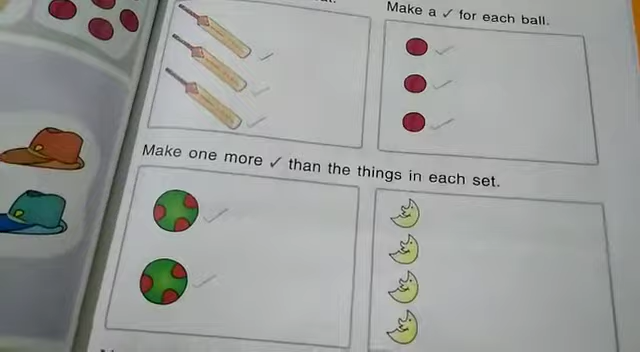 Make a ✓ for each ball.
Make one more ✓ than the things in each set.